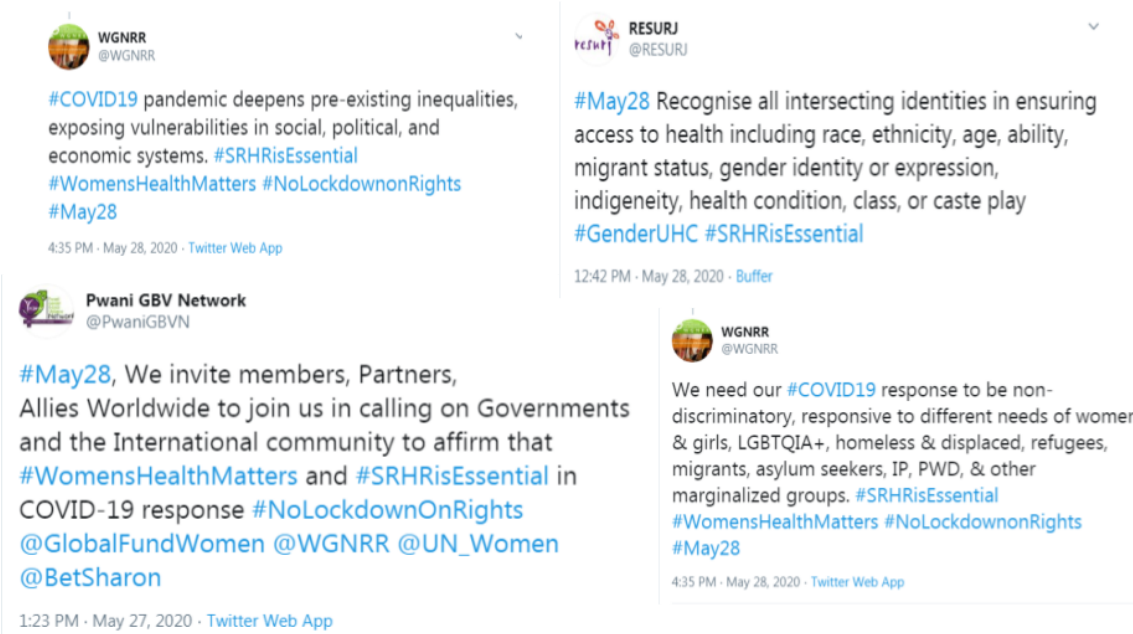 WGNRR
@WGNRR
#COVID19 pandemic deepens pre-existing inequalities,
exposing vulnerabilities in social, political, and
economic systems. #SRHRisEssential
#WomensHealthMatters #NoLockdownonRights
#May28
4:35 PM · May 28, 2020 · Twitter Web App
resurj
RESURJ
@RESURJ
#May28 Recognise all intersecting identities in ensuring
access to health including race, ethnicity, age, ability,
migrant status, gender identity or expression,
indigeneity, health condition, class, or caste play
#GenderUHC #SRHRisEssential
12:42 PM · May 28, 2020 · Buffer
Pwani GBV Network
@PwaniGBVN
#May28, We invite members, Partners,
Allies Worldwide to join us in calling on Governments
and the International community to affirm that
#WomensHealthMatters and #SRHRisEssential in
COVID-19 response #NoLockdownOnRights
@GlobalFundWomen @WGNRR @UN_Women
@BetSharon
1:23 PM · May 27, 2020 · Twitter Web App
WGNRR
@WGNRR
We need our #COVID19 response to be non-
discriminatory, responsive to different needs of women
& girls, LGBTQIA+, homeless & displaced, refugees,
migrants, asylum seekers, IP, PWD, & other
marginalized groups. #SRHRisEssential
#WomensHealthMatters #NoLockdownonRights
#May28
4:35 PM · May 28, 2020 · Twitter Web App